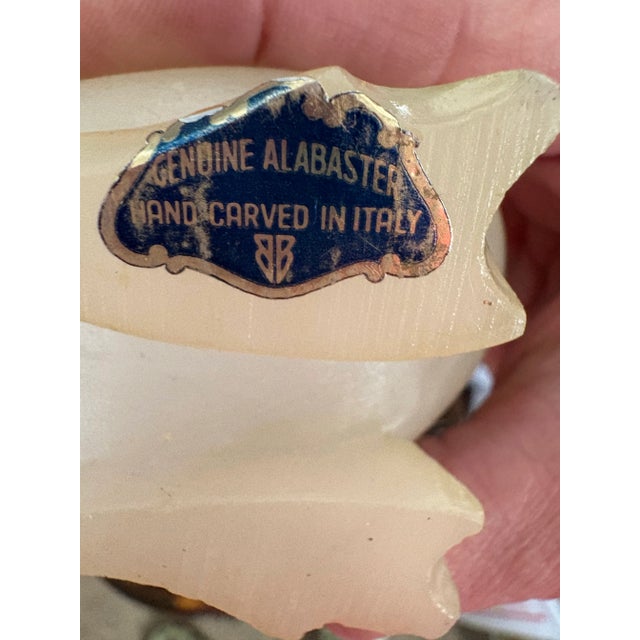 GENUINE ALABASTER
HAND CARVED IN ITALY
BB